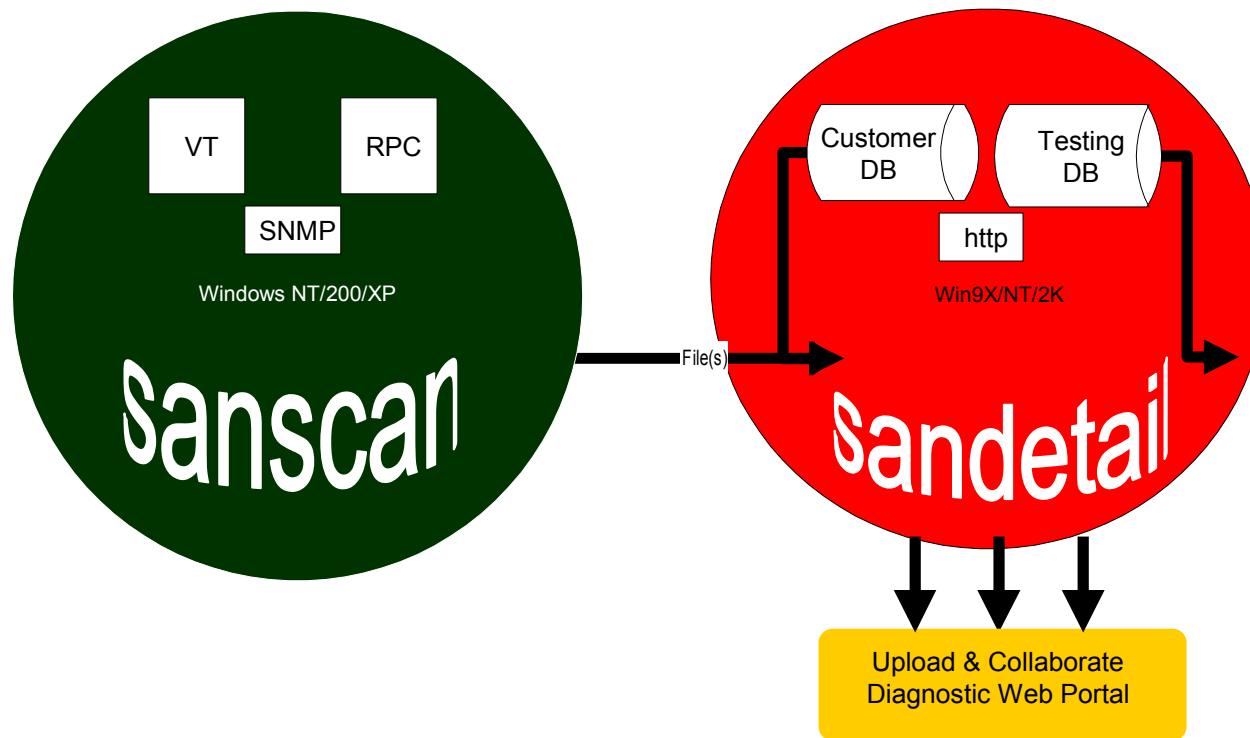 VT
RPC
SNMP
Windows NT/200/XP
sanscan
File(s)
Customer
DB
Testing
DB
http
Win9X/NT/2K
sandetail
Upload & Collaborate
Diagnostic Web Portal